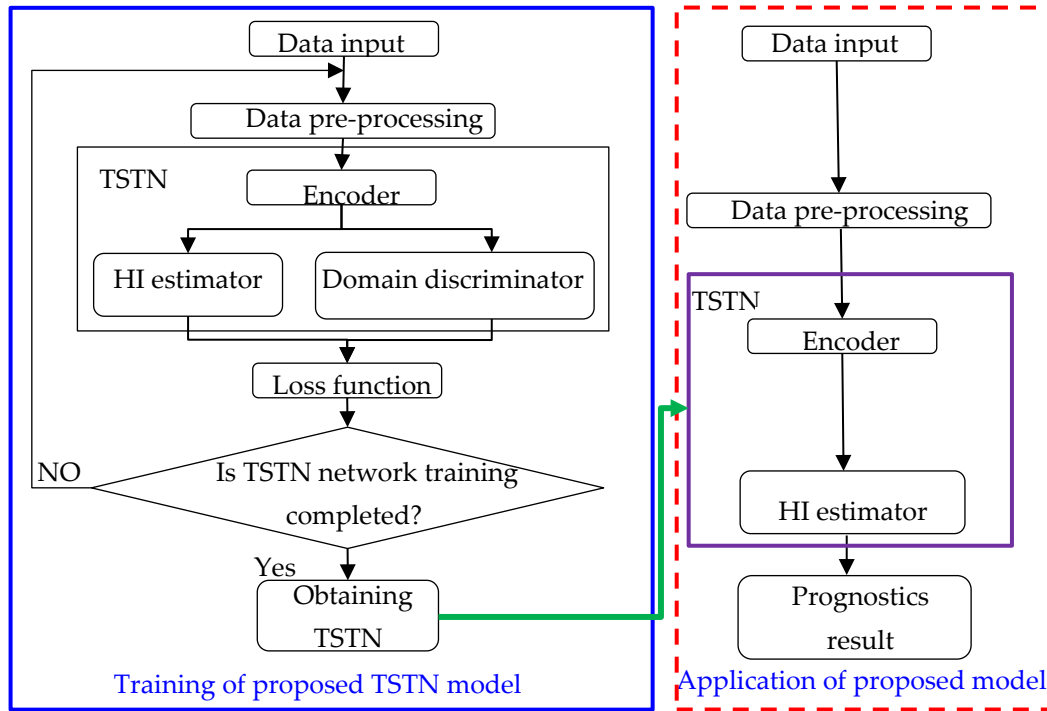 Data input
Data pre-processing
TSTN
Encoder
HI estimator
Domain discriminator
Loss function
NO
Is TSTN network training
completed?
Yes
Obtaining
TSTN
Training of proposed TSTN model
Data input
Data pre-processing
TSTN
Encoder
HI estimator
Prognostics
result
Application of proposed model